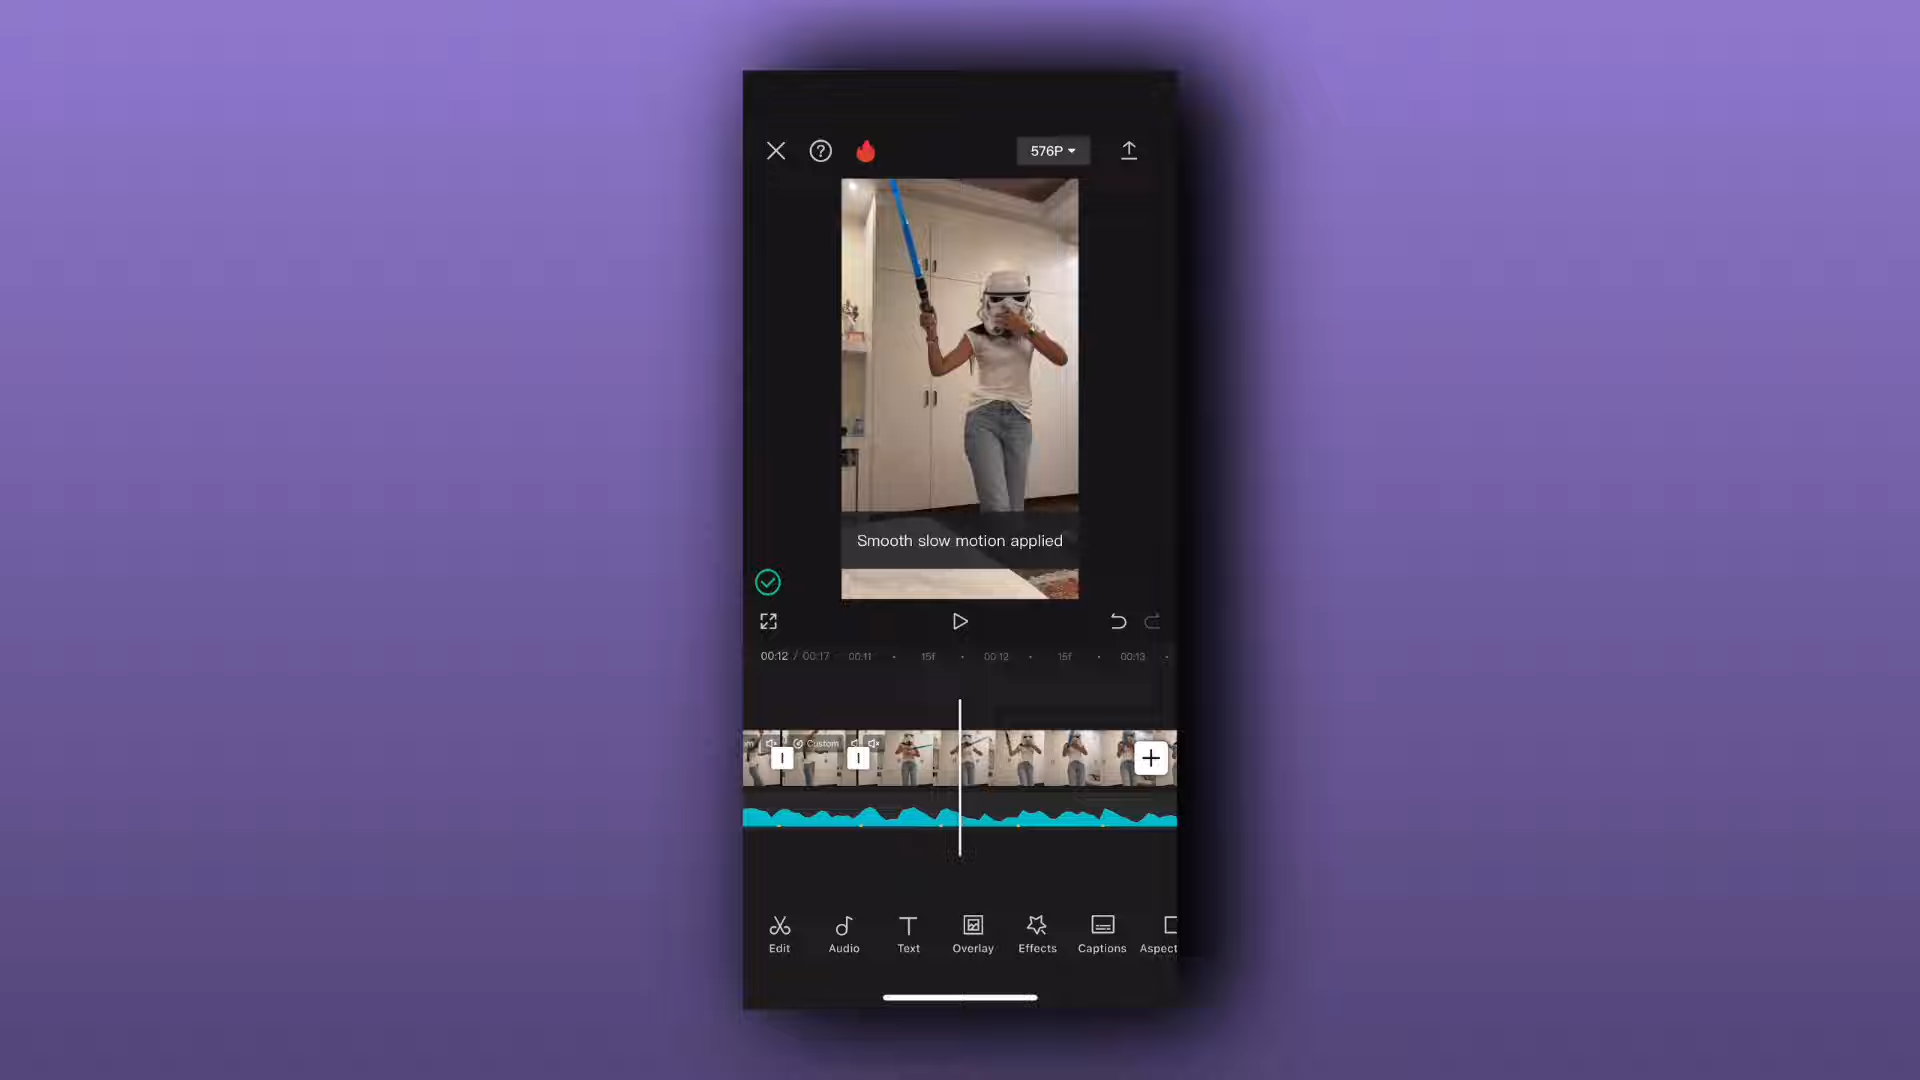 576P
Smooth slow motion applied
00:12 / 00:17 00:11 15f 00:12 15f 00:13
om Custom
Edit Audio Text Overlay Effects Captions Aspect